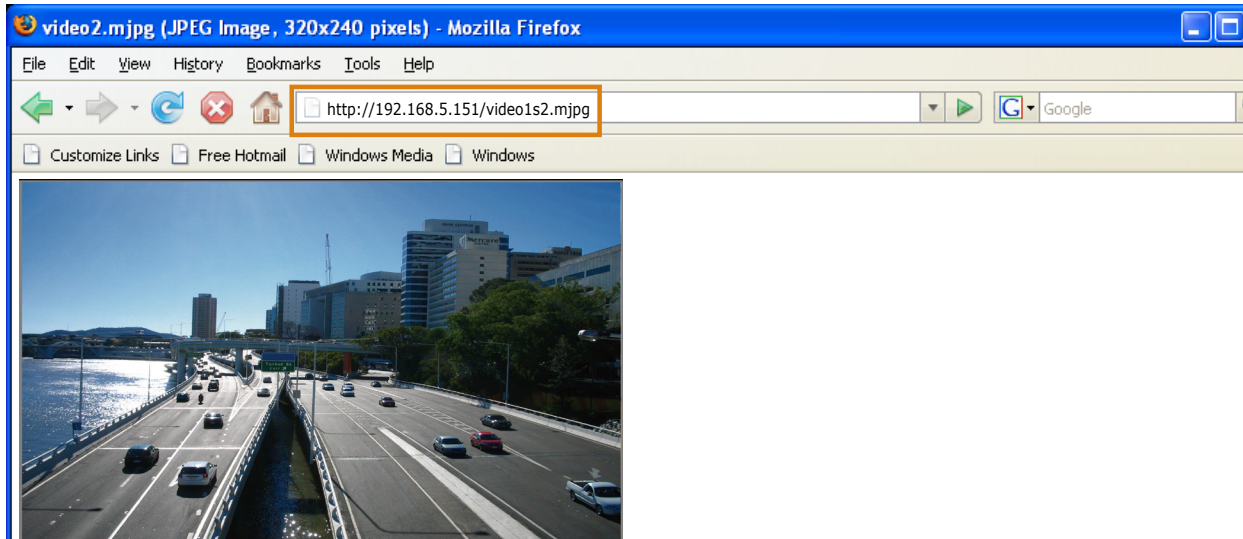 video2.mjpg (JPEG Image, 320x240 pixels) - Mozilla Firefox
File Edit View History Bookmarks Tools Help
http://192.168.5.151/video1s2.mjpg G Google
Customize Links Free Hotmail Windows Media Windows
Mercure